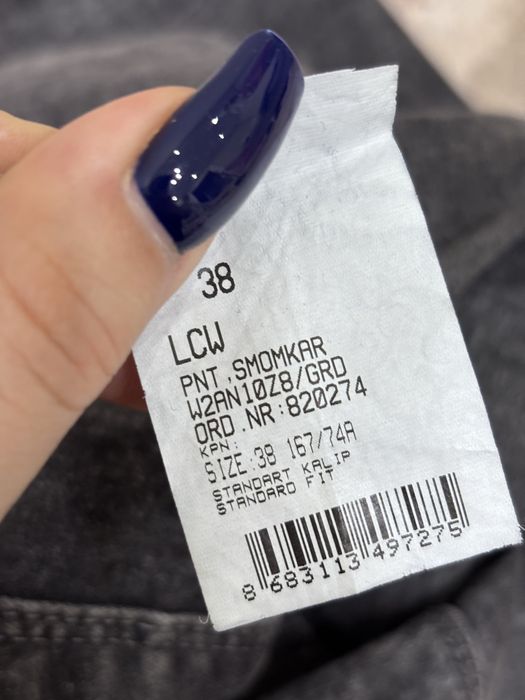 38
LCW
PNT,SMOMKAR
W2AN10Z8/GRD
ORD.NR:820274
KPN:
SIZE:38 167/74A
STANDART KALIP
STANDARD FIT
8 683113 497275